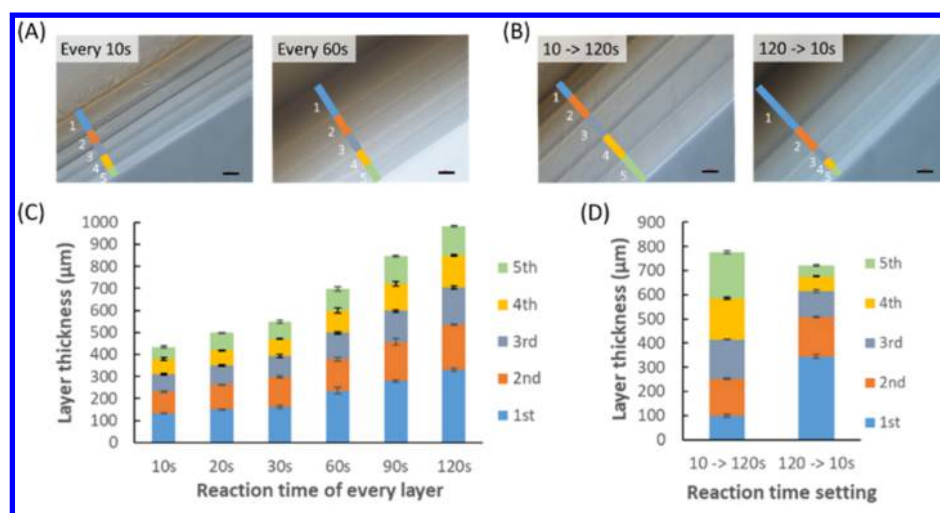 (A)
Every 10s
1
2
3
4
5
Every 60s
1
2
3
4
5
(B)
10 -> 120s
1
2
3
4
5
120 -> 10s
1
2
3
4
5
(C)
Layer thickness (μm)
1000
900
800
700
600
500
400
300
200
100
0
10s 20s 30s 60s 90s 120s
Reaction time of every layer
5th
4th
3rd
2nd
1st
(D)
Layer thickness (μm)
900
800
700
600
500
400
300
200
100
0
10 -> 120s 120 -> 10s
Reaction time setting
5th
4th
3rd
2nd
1st